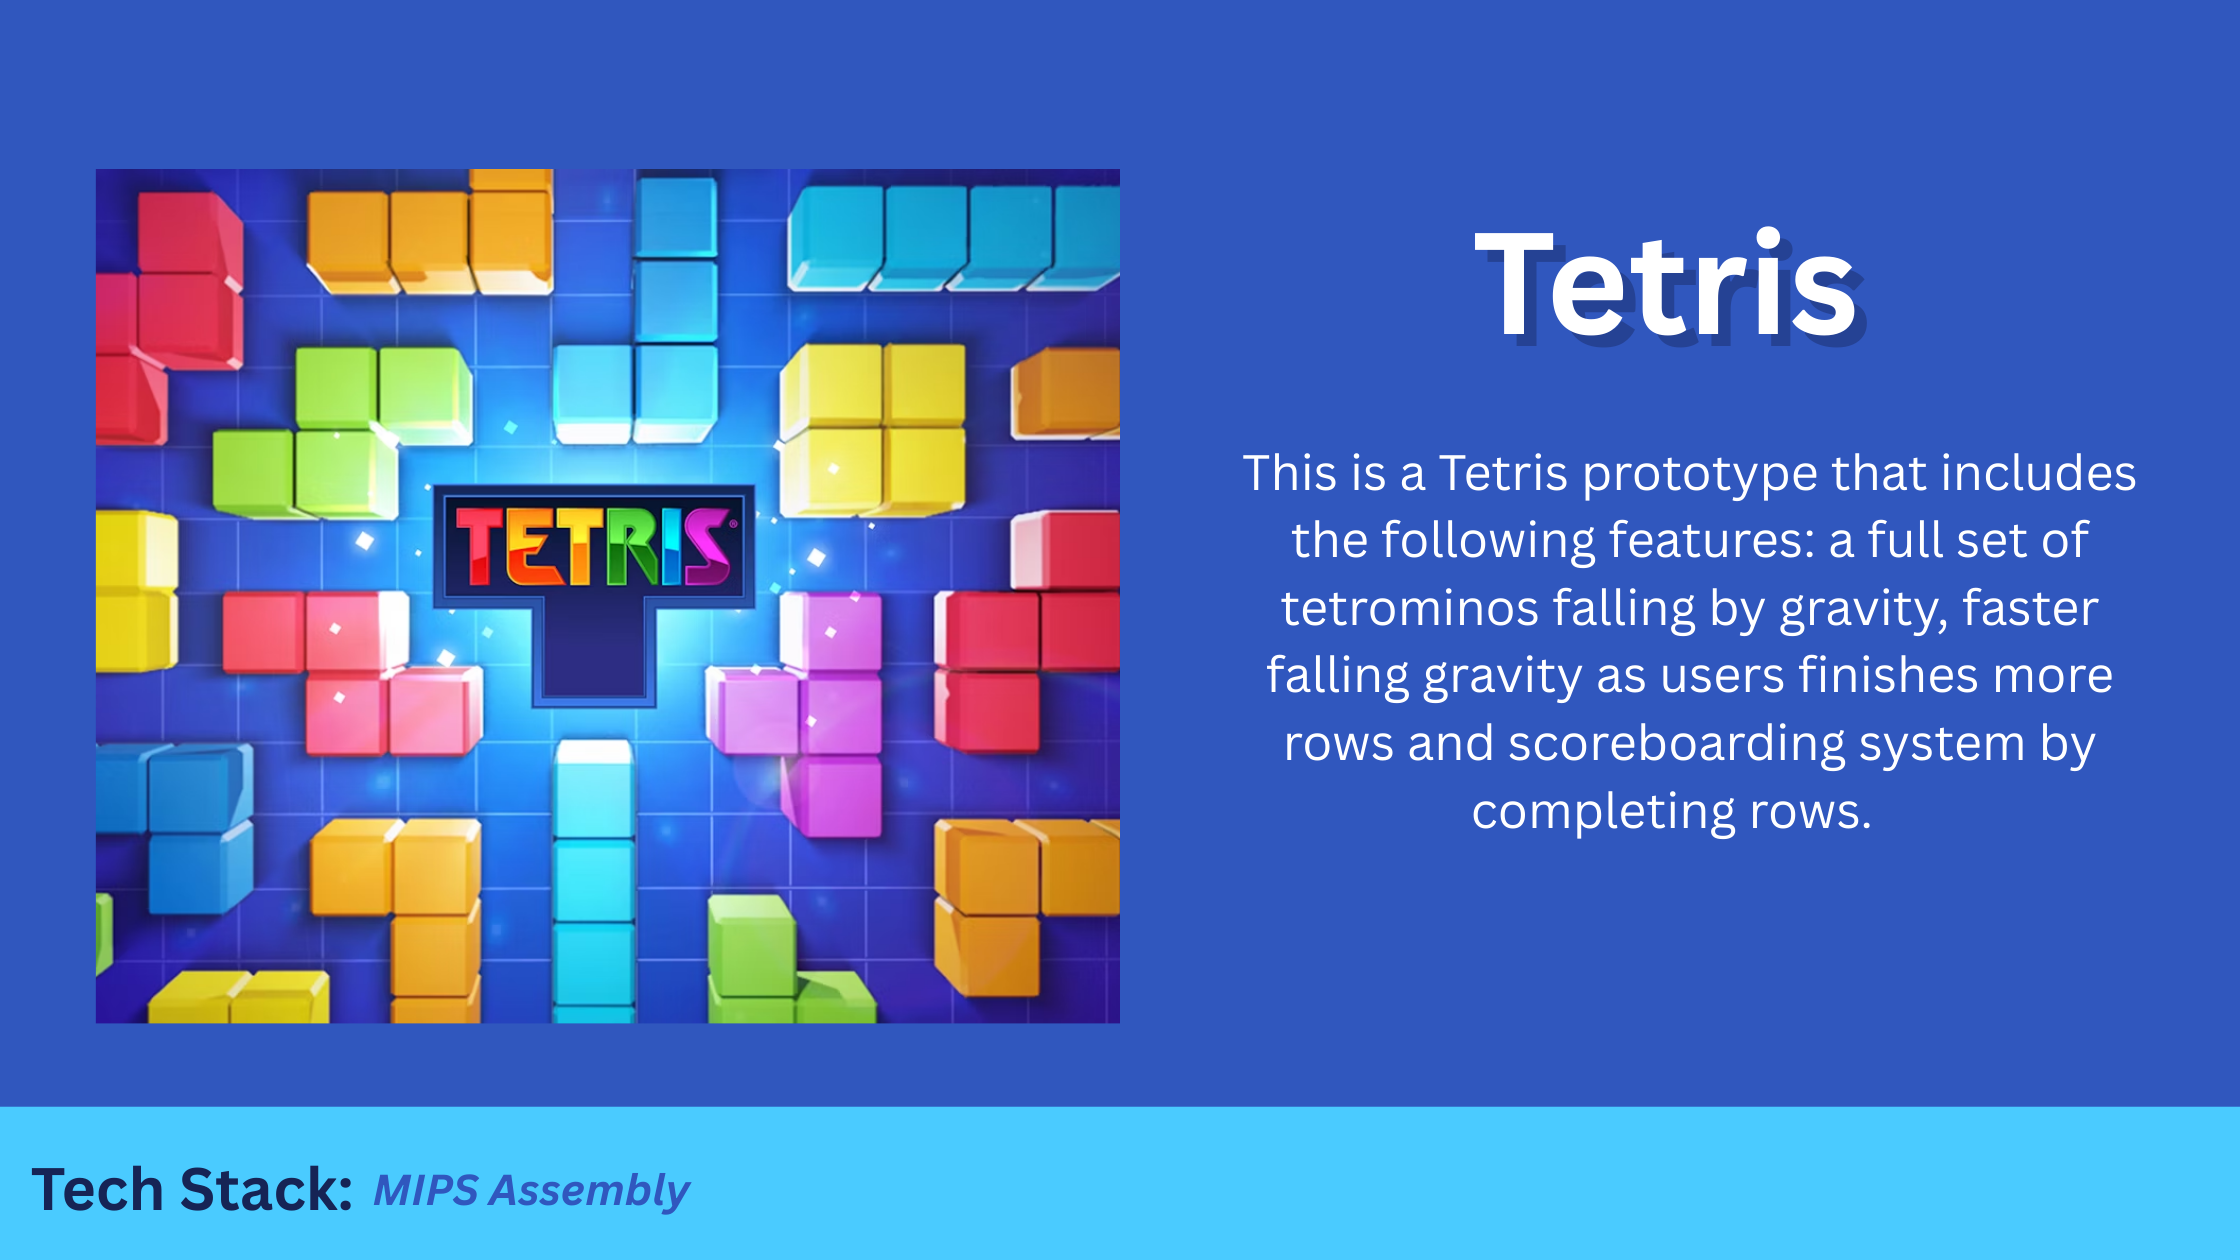 TETRIS®
Tetris
This is a Tetris prototype that includes
the following features: a full set of
tetrominos falling by gravity, faster
falling gravity as users finishes more
rows and scoreboarding system by
completing rows.
Tech Stack: MIPS Assembly